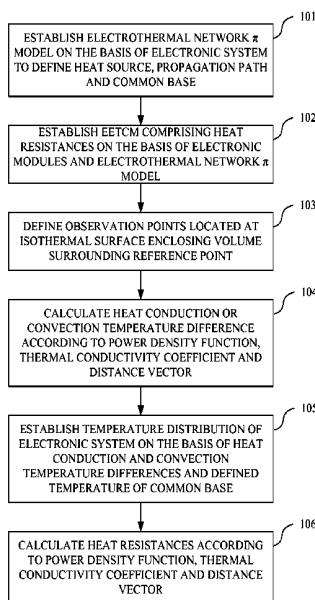 101
ESTABLISH ELECTROTHERMAL NETWORK π
MODEL ON THE BASIS OF ELECTRONIC SYSTEM
TO DEFINE HEAT SOURCE, PROPAGATION PATH
AND COMMON BASE
102
ESTABLISH EETCM COMPRISING HEAT
RESISTANCES ON THE BASIS OF ELECTRONIC
MODULES AND ELECTROTHERMAL NETWORK π
MODEL
103
DEFINE OBSERVATION POINTS LOCATED AT
ISOTHERMAL SURFACE ENCLOSING VOLUME
SURROUNDING REFERENCE POINT
104
CALCULATE HEAT CONDUCTION OR
CONVECTION TEMPERATURE DIFFERENCE
ACCORDING TO POWER DENSITY FUNCTION,
THERMAL CONDUCTIVITY COEFFICIENT AND
DISTANCE VECTOR
105
ESTABLISH TEMPERATURE DISTRIBUTION OF
ELECTRONIC SYSTEM ON THE BASIS OF HEAT
CONDUCTION AND CONVECTION
TEMPERATURE DIFFERENCES AND DEFINED
TEMPERATURE OF COMMON BASE
106
CALCULATE HEAT RESISTANCES ACCORDING
TO POWER DENSITY FUNCTION, THERMAL
CONDUCTIVITY COEFFICIENT AND DISTANCE
VECTOR